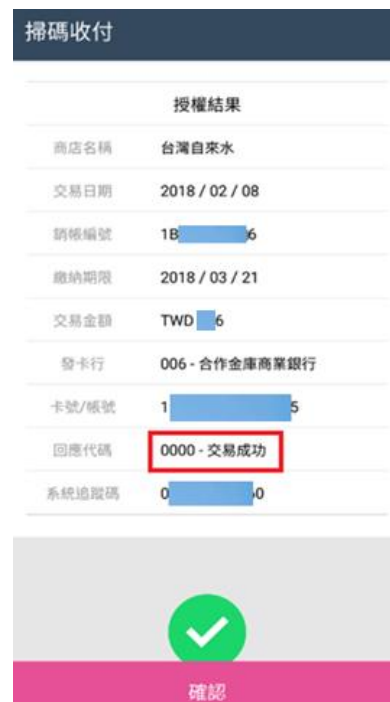 掃碼收付
授權結果
商店名稱 台灣自來水
交易日期 2018 / 02 / 08
銷帳編號 1B 6
繳納期限 2018 / 03 / 21
交易金額 TWD 6
發卡行 006 - 合作金庫商業銀行
卡號/帳號 1 5
回應代碼 0000 - 交易成功
系統追蹤碼 0 0
確認